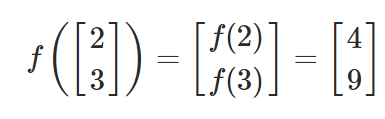 f([2 3]) = [f(2) f(3)] = [4 9]